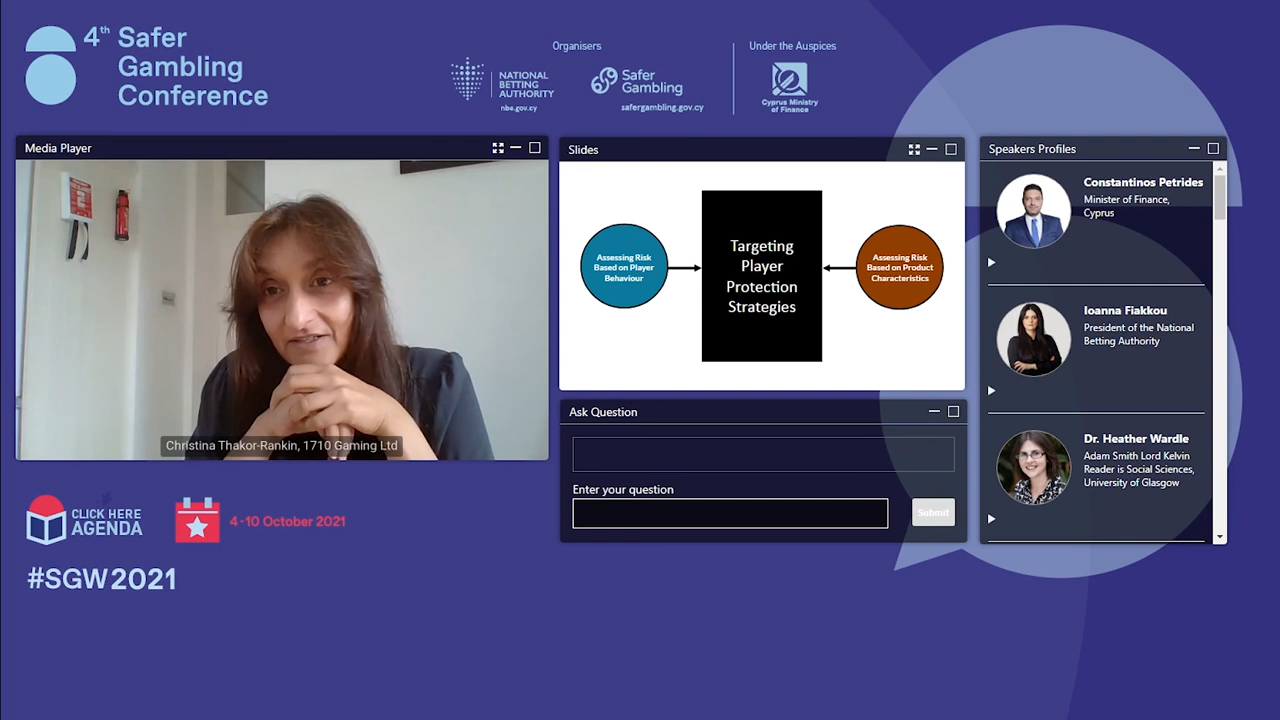 4th Safer
Gambling
Conference
Organisers
NATIONAL
BETTING
AUTHORITY
nba.gov.cy
Safer
Gambling
safergambling.gov.cy
Under the Auspices
Cyprus Ministry
of Finance
Media Player
Christina Thakor-Rankin, 1710 Gaming Ltd
Slides
Assessing Risk
Based on Player
Behaviour
Targeting
Player
Protection
Strategies
Assessing Risk
Based on Product
Characteristics
Ask Question
Enter your question
Submit
Speakers Profiles
Constantinos Petrides
Minister of Finance,
Cyprus
Ioanna Fiakkou
President of the National
Betting Authority
Dr. Heather Wardle
Adam Smith Lord Kelvin
Reader is Social Sciences,
University of Glasgow
CLICK HERE
AGENDA
4-10 October 2021
#SGW2021